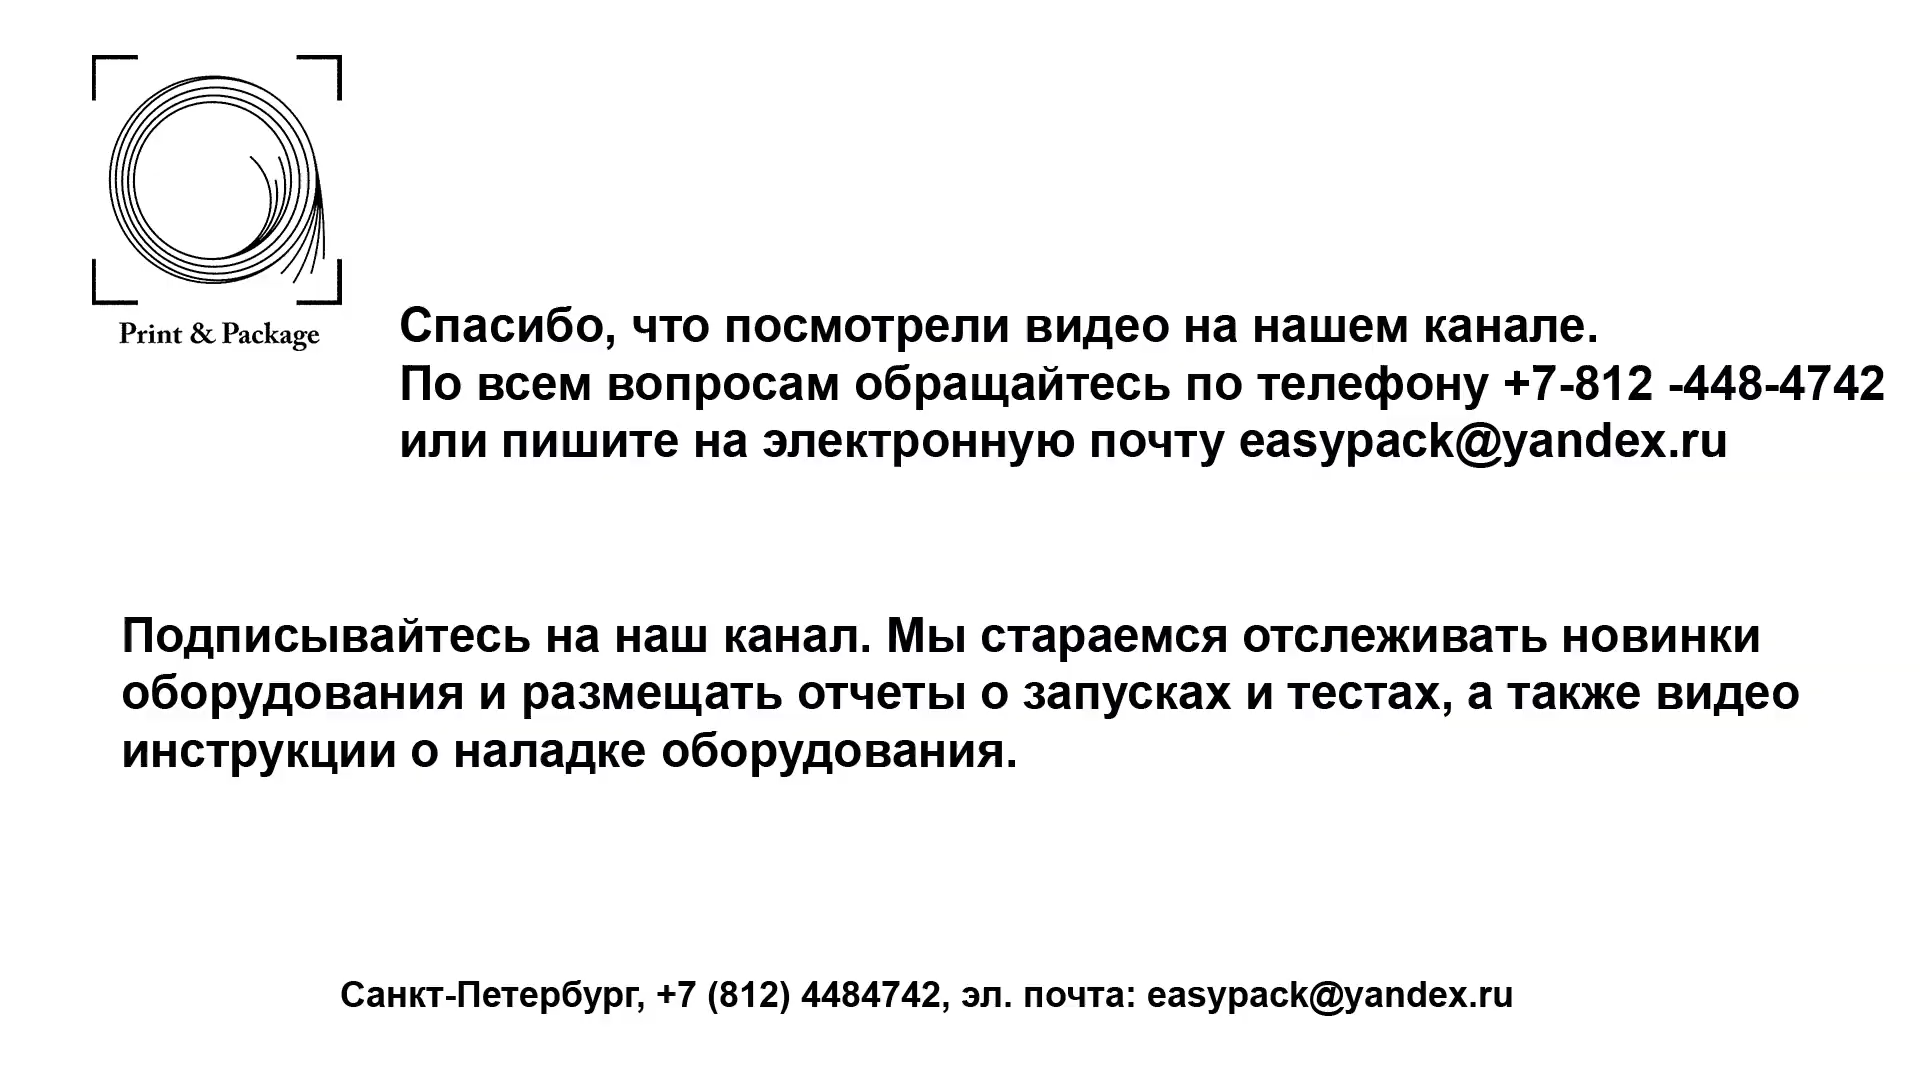 Print & Package
Спасибо, что посмотрели видео на нашем канале.
По всем вопросам обращайтесь по телефону +7-812 -448-4742
или пишите на электронную почту easypack@yandex.ru
Подписывайтесь на наш канал. Мы стараемся отслеживать новинки
оборудования и размещать отчеты о запусках и тестах, а также видео
инструкции о наладке оборудования.
Санкт-Петербург, +7 (812) 4484742, эл. почта: easypack@yandex.ru